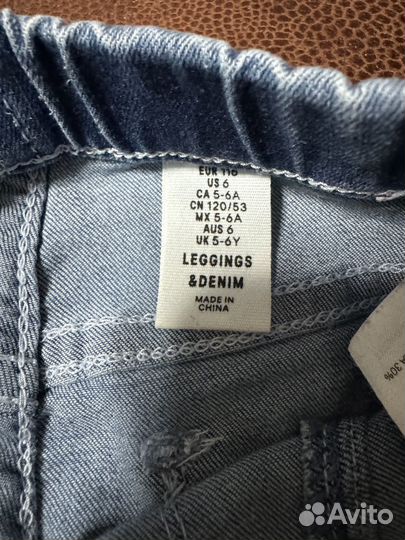 EUR 116
US 6
CA 5-6A
CN 120/53
MX 5-6A
AUS 6
UK 5-6Y
LEGGINGS
&DENIM
MADE IN
CHINA
A 30%
Avito